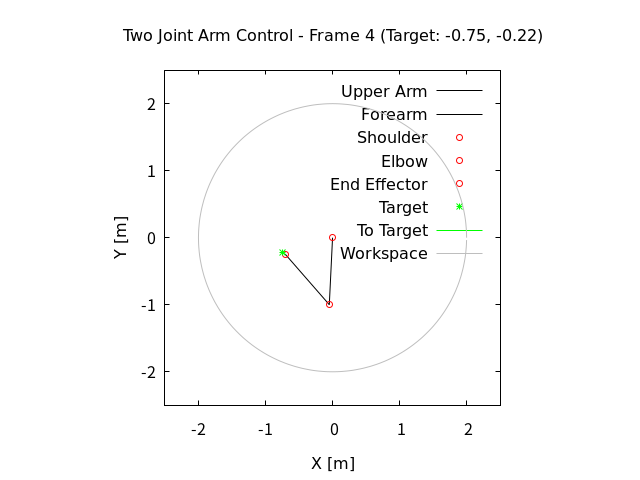 Two Joint Arm Control - Frame 4 (Target: -0.75, -0.22)
Upper Arm
Forearm
Shoulder
Elbow
End Effector
Target
To Target
Workspace
2
1
0
-1
-2
Y [m]
-2 -1 0 1 2
X [m]